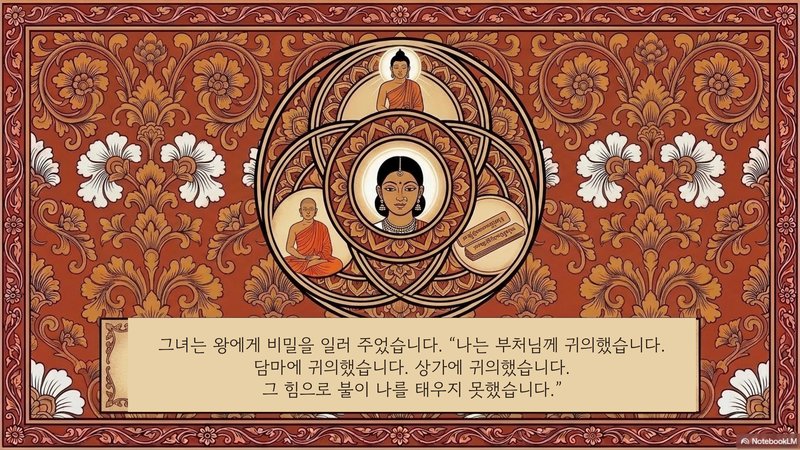 그녀는 왕에게 비밀을 일러 주었습니다. “나는 부처님께 귀의했습니다.
담마에 귀의했습니다. 상가에 귀의했습니다.
그 힘으로 불이 나를 태우지 못했습니다.”
NotebookLM